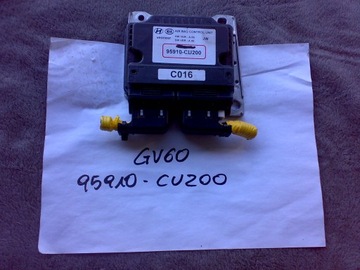 AIR BAG CONTROL UNIT
95910-CU200
C016
GV60
95910-CU200